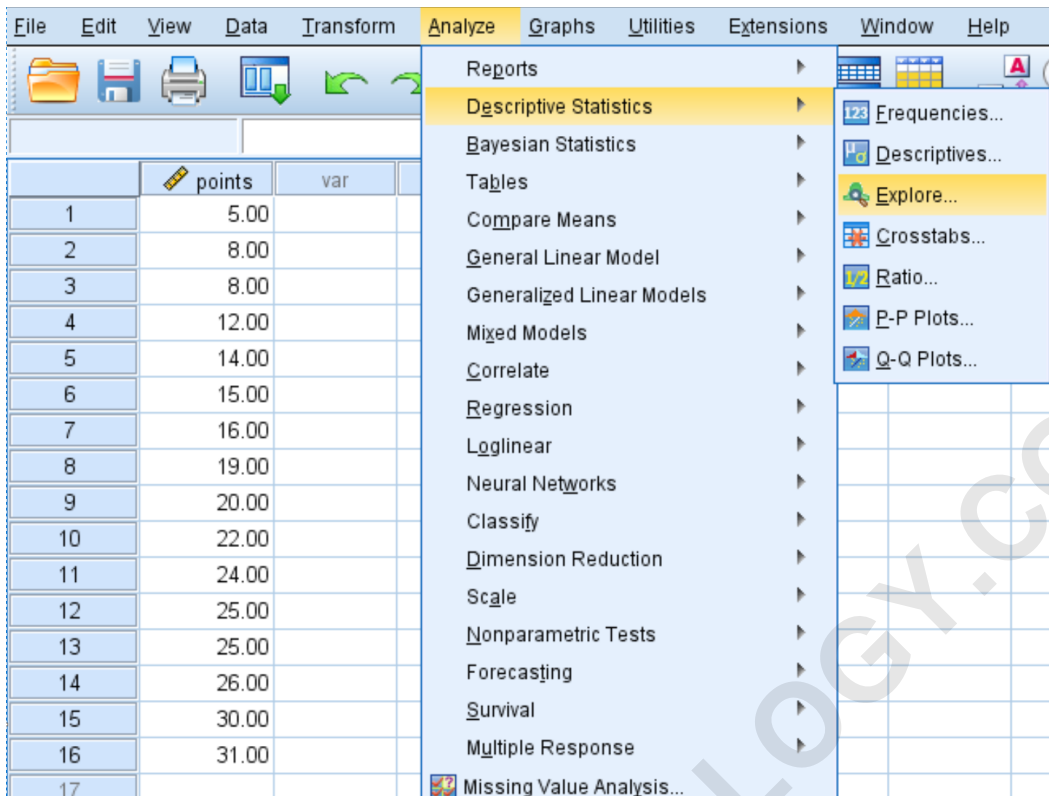 File Edit View Data Transform Analyze Graphs Utilities Extensions Window Help
A
points var
1 5.00
2 8.00
3 8.00
4 12.00
5 14.00
6 15.00
7 16.00
8 19.00
9 20.00
10 22.00
11 24.00
12 25.00
13 25.00
14 26.00
15 30.00
16 31.00
17
Reports
Descriptive Statistics
Bayesian Statistics
Tables
Compare Means
General Linear Model
Generalized Linear Models
Mixed Models
Correlate
Regression
Loglinear
Neural Networks
Classify
Dimension Reduction
Scale
Nonparametric Tests
Forecasting
Survival
Multiple Response
Missing Value Analysis...
123 Frequencies...
μσ Descriptives...
Explore...
Crosstabs...
1/2 Ratio...
P-P Plots...
Q-Q Plots...
LOGY.CO